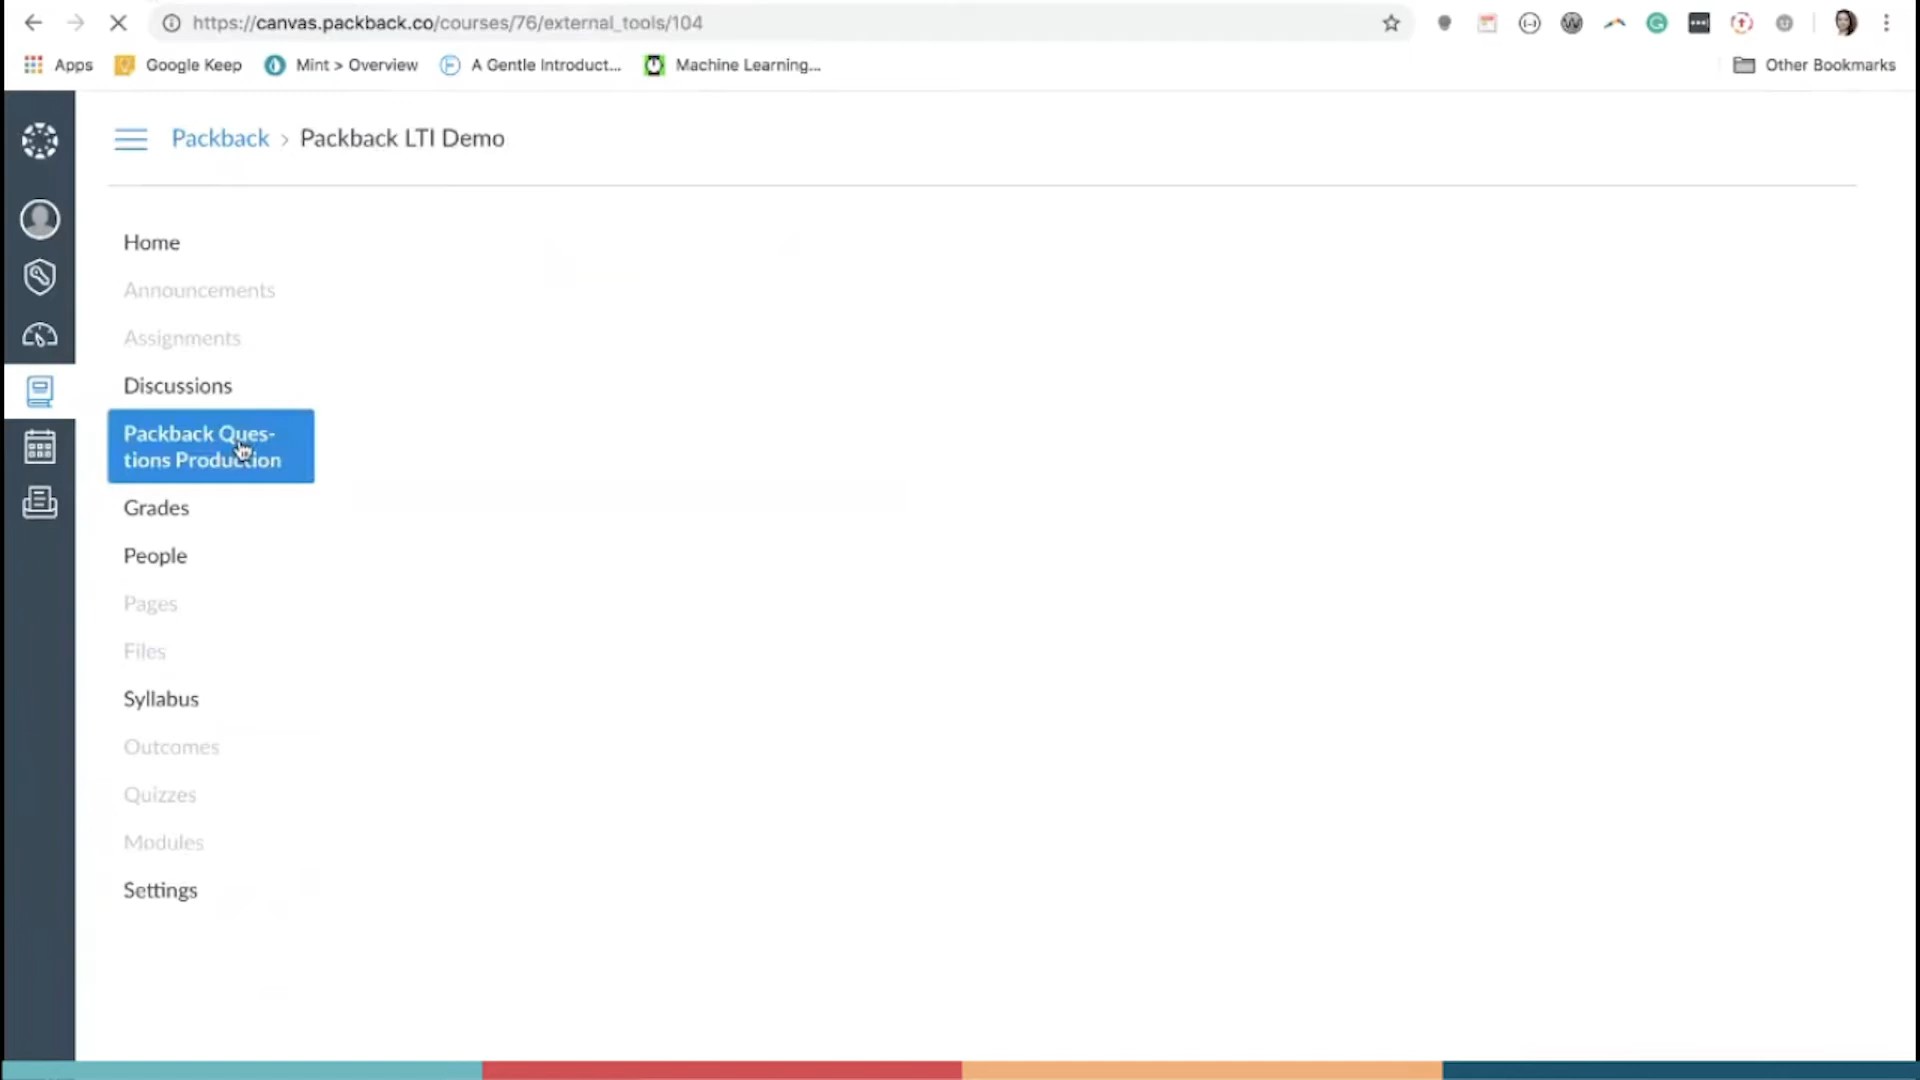 https://canvas.packback.co/courses/76/external_tools/104
Apps Google Keep Mint > Overview A Gentle Introduct... Machine Learning... Other Bookmarks
Packback > Packback LTI Demo
Home
Announcements
Assignments
Discussions
Packback Ques-
tions Production
Grades
People
Pages
Files
Syllabus
Outcomes
Quizzes
Modules
Settings